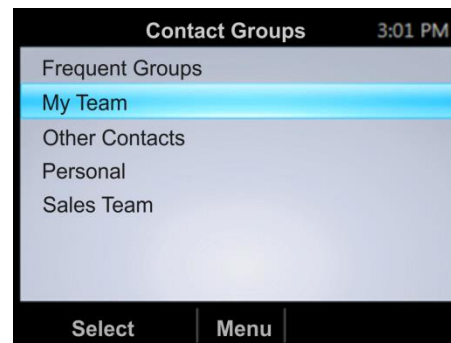 Contact Groups 3:01 PM
Frequent Groups
My Team
Other Contacts
Personal
Sales Team
Select Menu